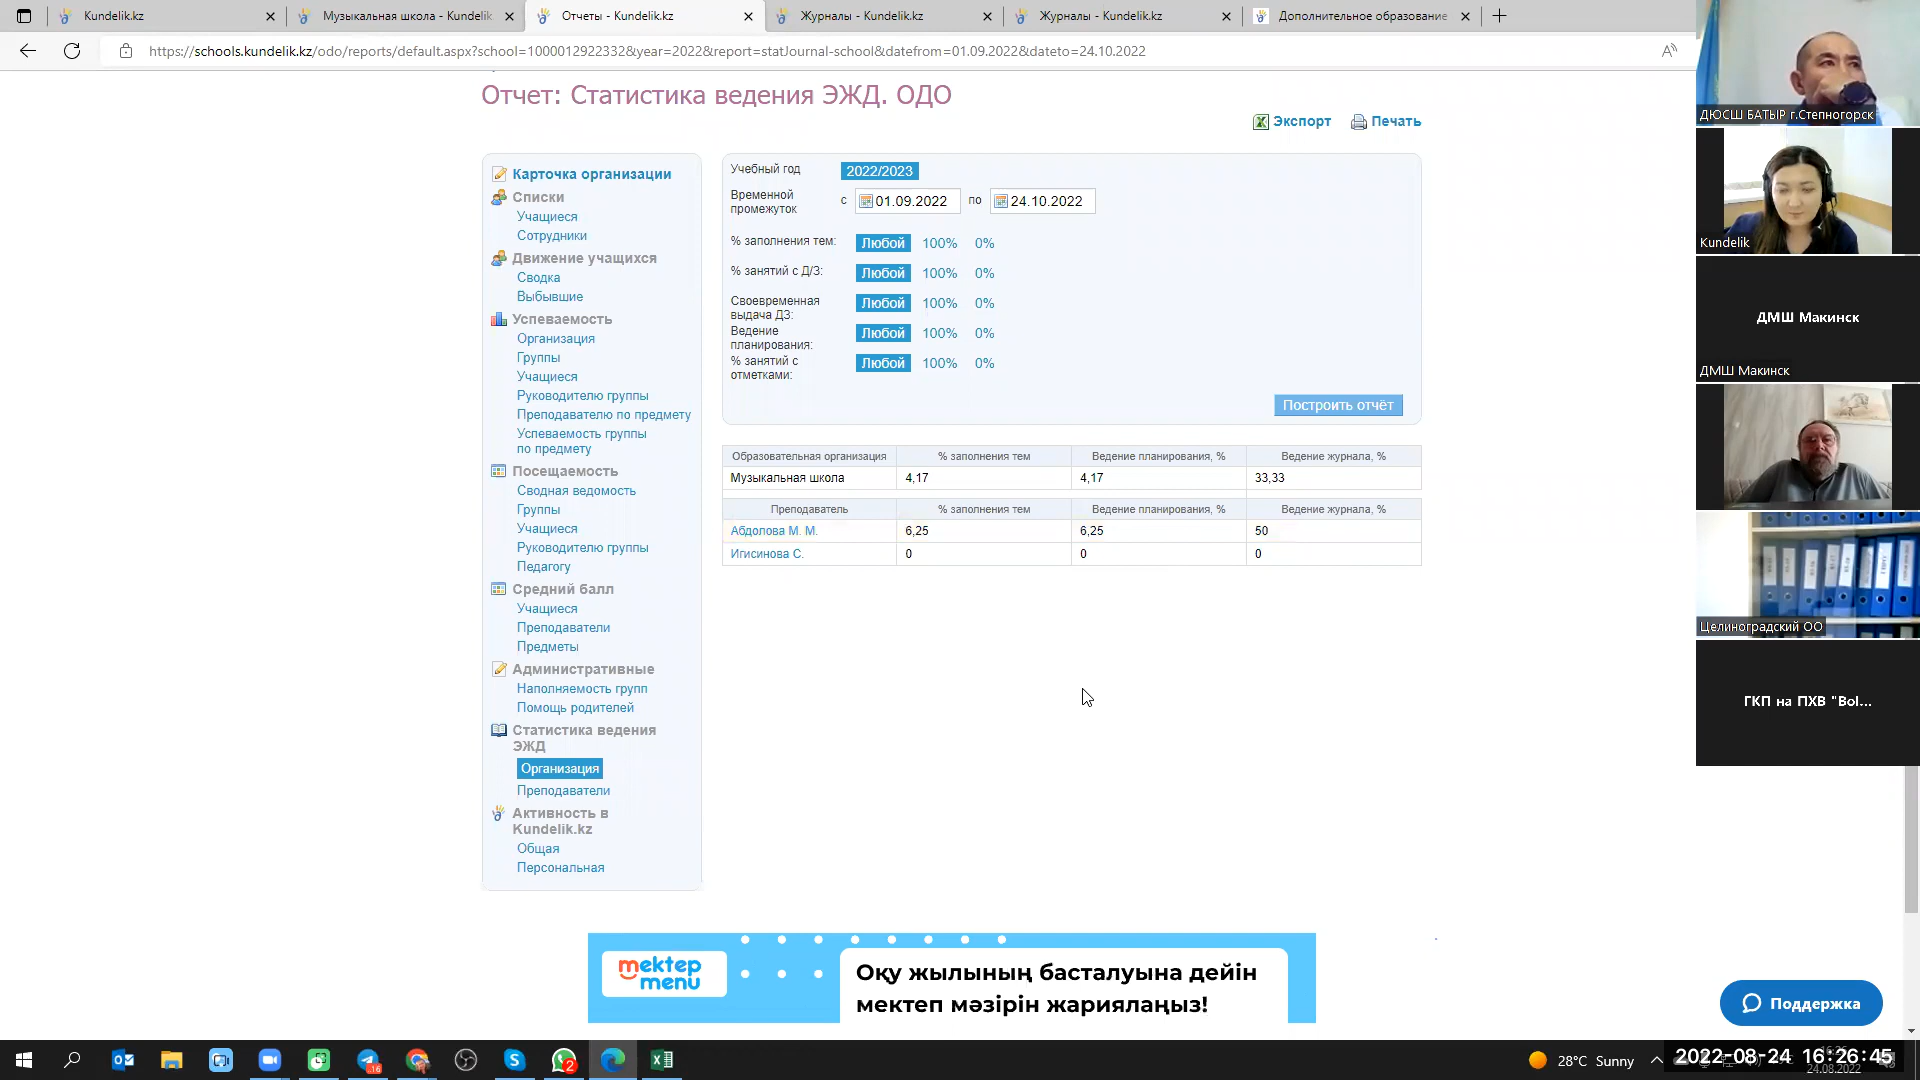 Kundelik.kz
Музыкальная школа - Kundelik
Отчеты - Kundelik.kz
Журналы - Kundelik.kz
Журналы - Kundelik.kz
Дополнительное образование
https://schools.kundelik.kz/odo/reports/default.aspx?school=1000012922332&year=2022&report=statJournal-school&datefrom=01.09.2022&dateto=24.10.2022
Отчет: Статистика ведения ЭЖД. ОДО
Экспорт
Печать
Карточка организации
Списки
Учащиеся
Сотрудники
Движение учащихся
Сводка
Выбывшие
Успеваемость
Организация
Группы
Учащиеся
Руководителю группы
Преподавателю по предмету
Успеваемость группы
по предмету
Посещаемость
Сводная ведомость
Группы
Учащиеся
Руководителю группы
Педагогу
Средний балл
Учащиеся
Преподаватели
Предметы
Административные
Наполняемость групп
Помощь родителей
Статистика ведения
ЭЖД
Организация
Преподаватели
Активность в
Kundelik.kz
Общая
Персональная
Учебный год 2022/2023
Временной
промежуток
с 01.09.2022 по 24.10.2022
% заполнения тем: Любой 100% 0%
% занятий с Д/З: Любой 100% 0%
Своевременная
выдача ДЗ:
Любой 100% 0%
Ведение
планирования:
Любой 100% 0%
% занятий с
отметками:
Любой 100% 0%
Построить отчёт
Образовательная организация % заполнения тем Ведение планирования, % Ведение журнала, %
Музыкальная школа 4,17 4,17 33,33
Преподаватель % заполнения тем Ведение планирования, % Ведение журнала, %
Абдолова М. М. 6,25 6,25 50
Игисинова С. 0 0 0
mektep
menu
Оқу жылының басталуына дейін
мектеп мәзірін жариялаңыз!
Поддержка
ДЮСШ БАТЫР г.Степногорск
Kundelik
ДМШ Макинск
ДМШ Макинск
Целиноградский ОО
ГКП на ПХВ "Bol...
16
2
28°C Sunny
2022-08-24 16:26:45
24.08.2022